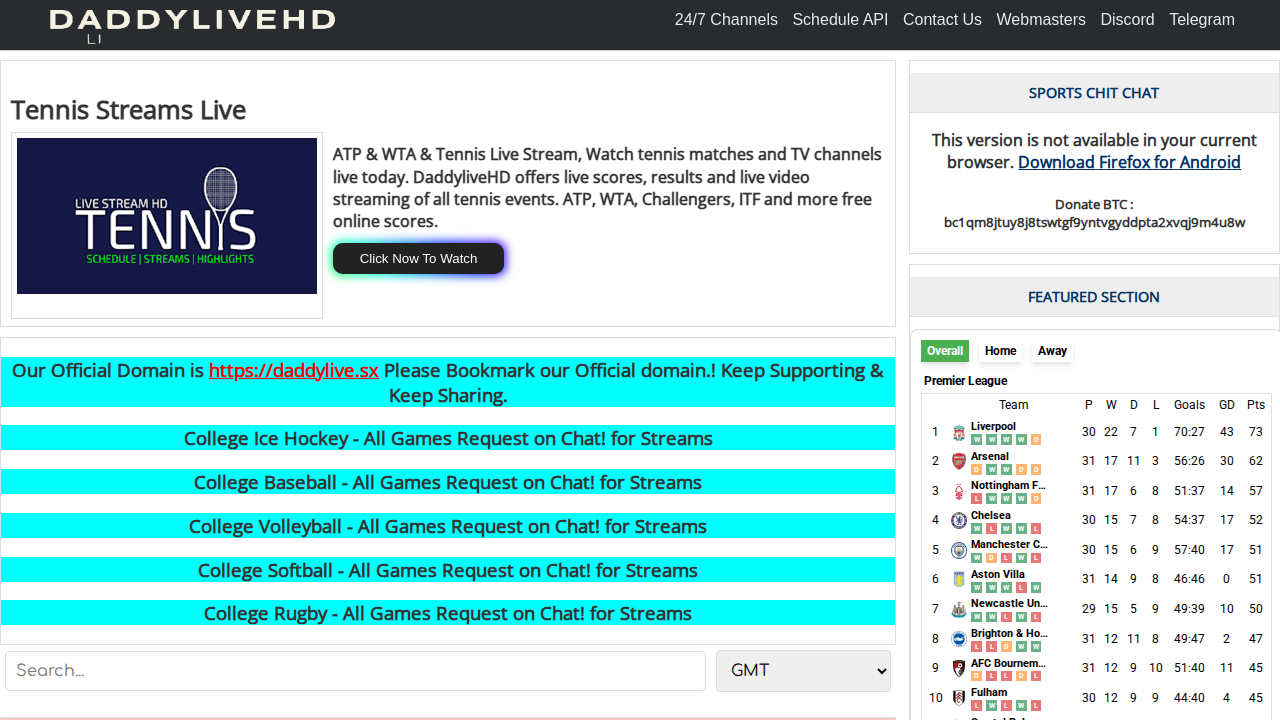 DADDYLIVEHD
LI
24/7 Channels Schedule API Contact Us Webmasters Discord Telegram
Tennis Streams Live
LIVE STREAM HD
TENNIS
SCHEDULE | STREAMS | HIGHLIGHTS
ATP & WTA & Tennis Live Stream, Watch tennis matches and TV channels
live today. DaddyliveHD offers live scores, results and live video
streaming of all tennis events. ATP, WTA, Challengers, ITF and more free
online scores.
Click Now To Watch
Our Official Domain is https://daddylive.sx Please Bookmark our Official domain.! Keep Supporting &
Keep Sharing.
College Ice Hockey - All Games Request on Chat! for Streams
College Baseball - All Games Request on Chat! for Streams
College Volleyball - All Games Request on Chat! for Streams
College Softball - All Games Request on Chat! for Streams
College Rugby - All Games Request on Chat! for Streams
Search...
GMT
SPORTS CHIT CHAT
This version is not available in your current
browser. Download Firefox for Android
Donate BTC :
bc1qm8jtuy8j8tswtgf9yntvgyddpta2xvqj9m4u8w
FEATURED SECTION
Overall Home Away
Premier League
Team P W D L Goals GD Pts
1 Liverpool 30 22 7 1 70:27 43 73
W W W W D
2 Arsenal 31 17 11 3 56:26 30 62
D W W D D
3 Nottingham F... 31 17 6 8 51:37 14 57
L W W W D
4 Chelsea 30 15 7 8 54:37 17 52
W L W W L
5 Manchester C... 30 15 6 9 57:40 17 51
W D L W L
6 Aston Villa 31 14 9 8 46:46 0 51
W W W L W
7 Newcastle Un... 29 15 5 9 49:39 10 50
W W L W L
8 Brighton & Ho... 31 12 11 8 49:47 2 47
L L D W W
9 AFC Bournem... 31 12 9 10 51:40 11 45
D L L D L
10 Fulham 30 12 9 9 44:40 4 45
L W L W L